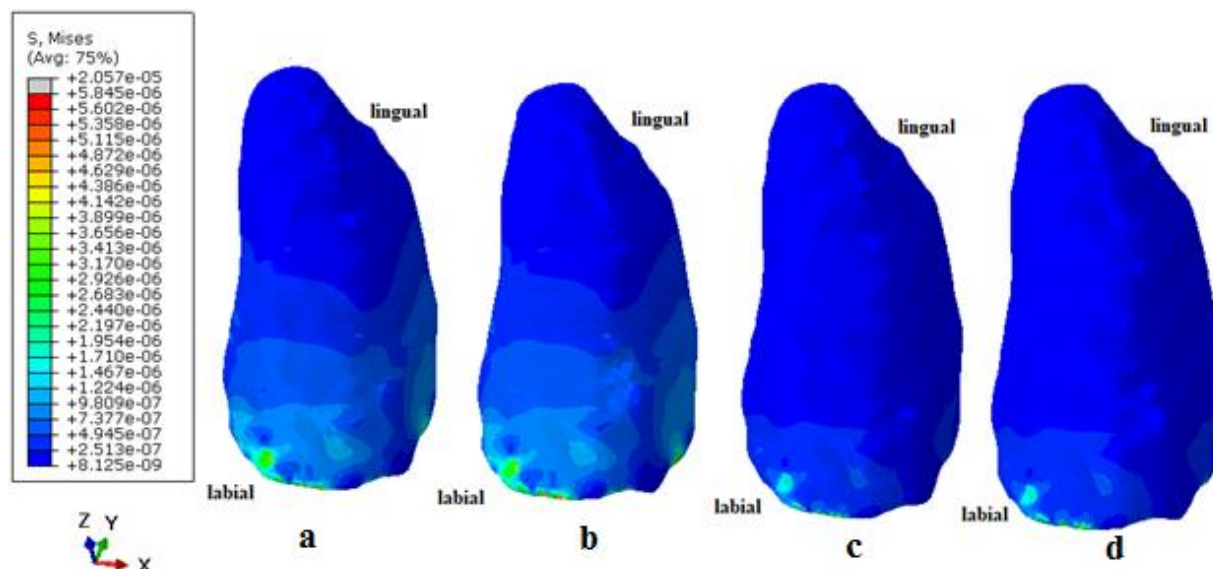 S, Mises
(Avg: 75%)
+2.057e-05
+5.845e-06
+5.602e-06
+5.358e-06
+5.115e-06
+4.872e-06
+4.629e-06
+4.386e-06
+4.142e-06
+3.899e-06
+3.656e-06
+3.413e-06
+3.170e-06
+2.926e-06
+2.683e-06
+2.440e-06
+2.197e-06
+1.954e-06
+1.710e-06
+1.467e-06
+1.224e-06
+9.809e-07
+7.377e-07
+4.945e-07
+2.513e-07
+8.125e-09
lingual
lingual
lingual
lingual
labial
labial
labial
labial
Z Y
X
a
b
c
d